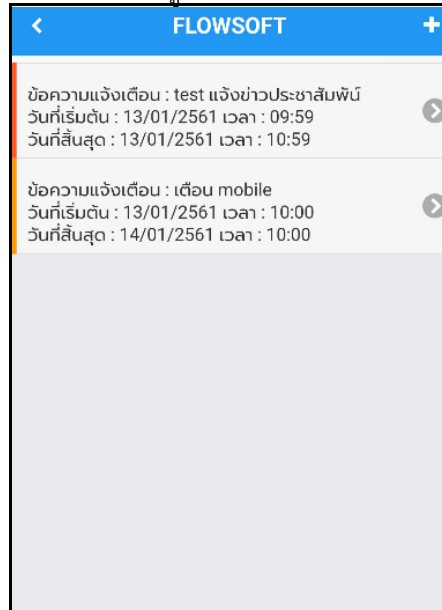 FLOWSOFT
ข้อความแจ้งเตือน : test แจ้งข่าวประชาสัมพัน์
วันที่เริ่มต้น : 13/01/2561 เวลา : 09:59
วันที่สิ้นสุด : 13/01/2561 เวลา : 10:59
ข้อความแจ้งเตือน : เตือน mobile
วันที่เริ่มต้น : 13/01/2561 เวลา : 10:00
วันที่สิ้นสุด : 14/01/2561 เวลา : 10:00